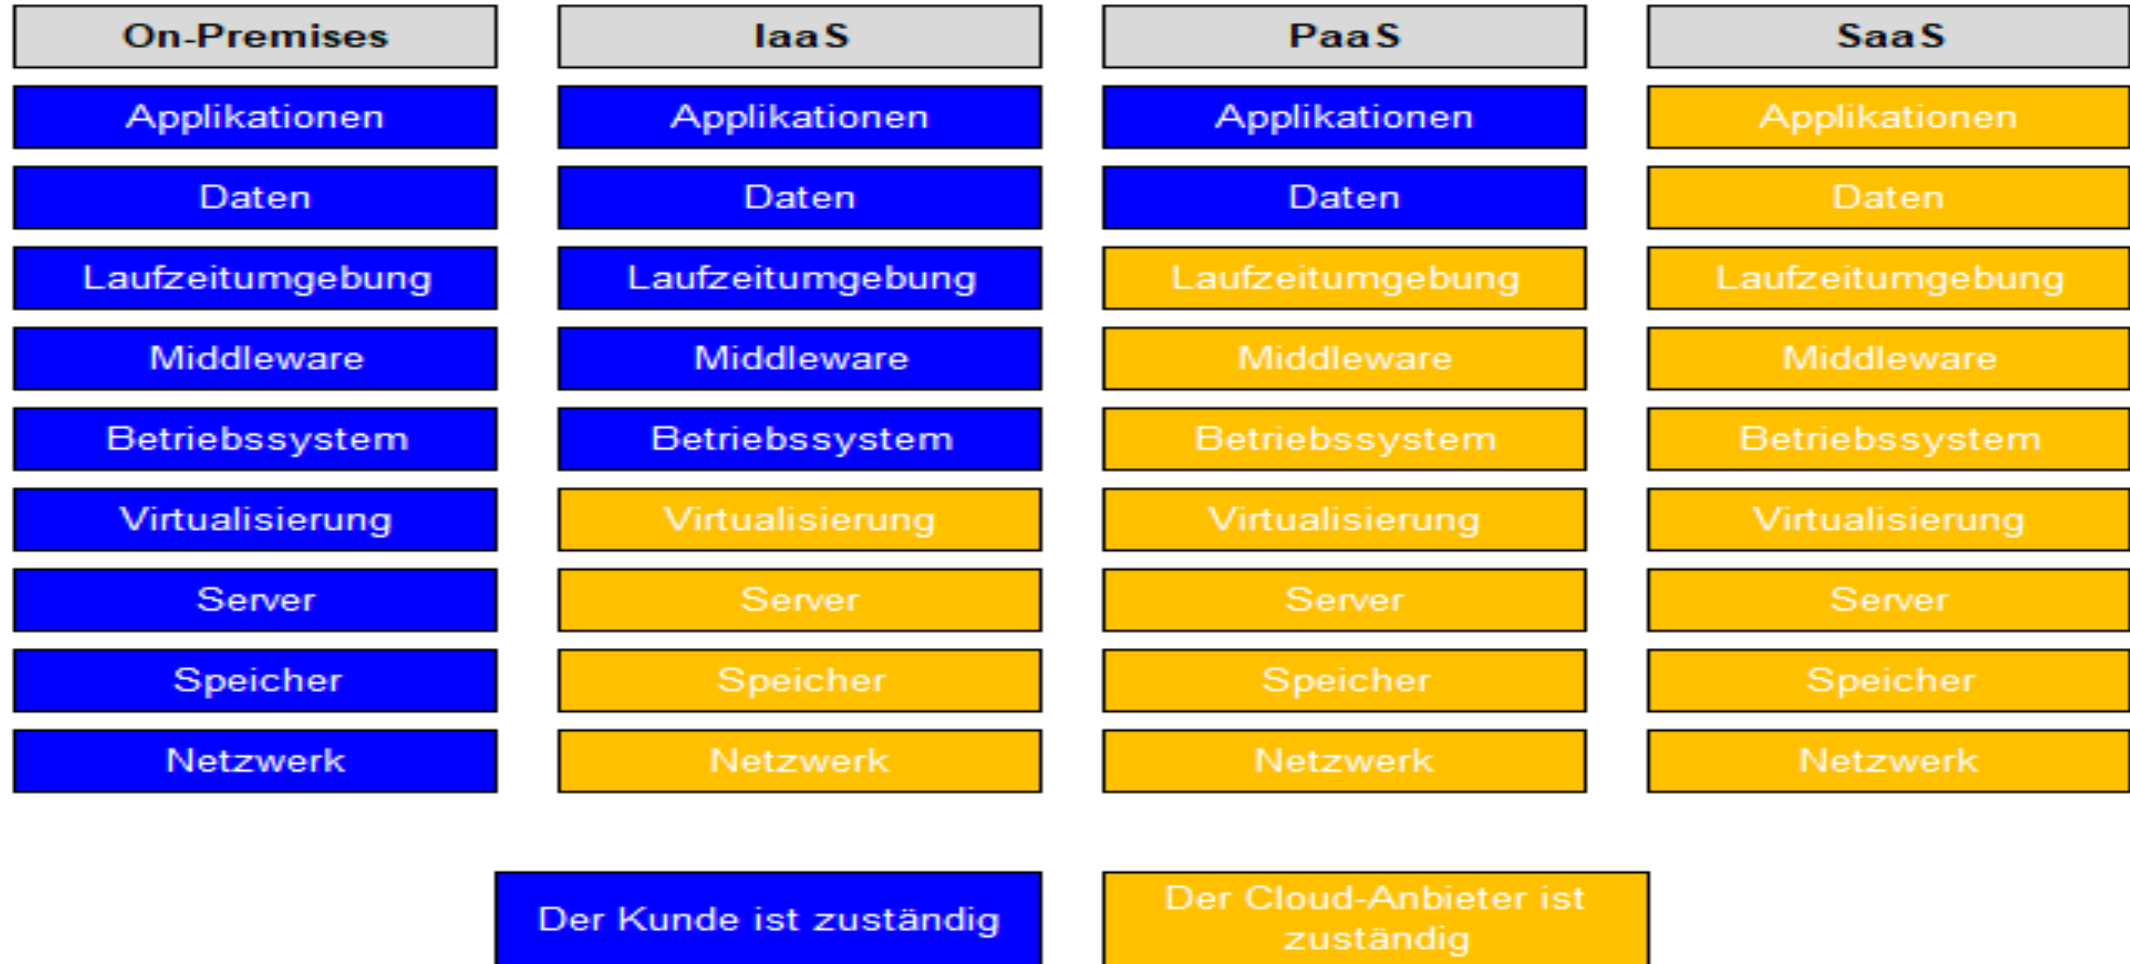 On-Premises
IaaS
PaaS
SaaS
Applikationen
Applikationen
Applikationen
Applikationen
Daten
Daten
Daten
Daten
Laufzeitumgebung
Laufzeitumgebung
Laufzeitumgebung
Laufzeitumgebung
Middleware
Middleware
Middleware
Middleware
Betriebssystem
Betriebssystem
Betriebssystem
Betriebssystem
Virtualisierung
Virtualisierung
Virtualisierung
Virtualisierung
Server
Server
Server
Server
Speicher
Speicher
Speicher
Speicher
Netzwerk
Netzwerk
Netzwerk
Netzwerk
Der Kunde ist zuständig
Der Cloud-Anbieter ist
zuständig